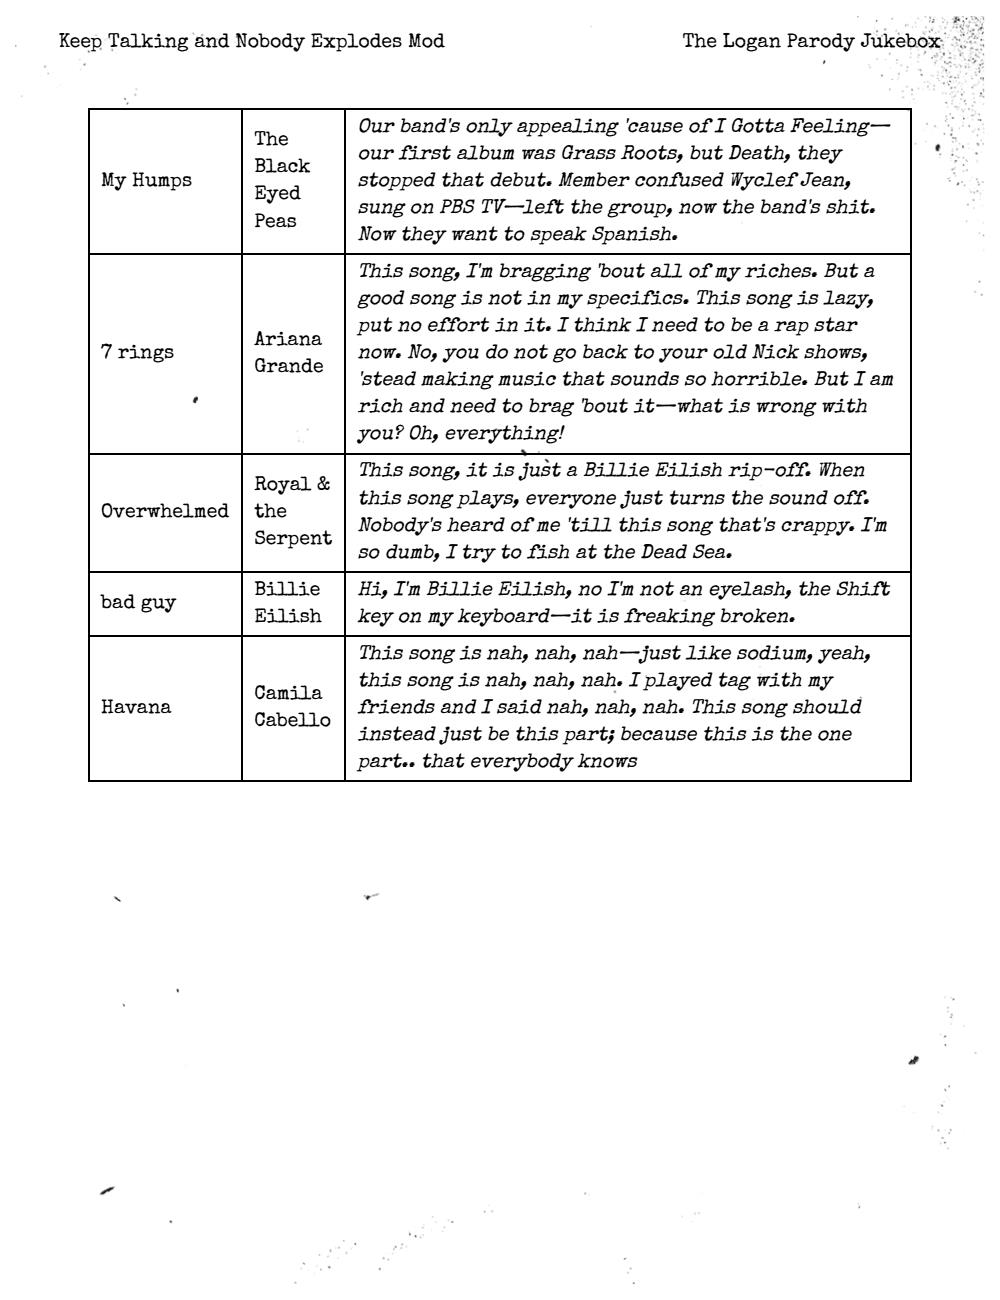 Keep Talking and Nobody Explodes Mod
The Logan Parody Jukebox
My Humps
The
Black
Eyed
Peas
Our band's only appealing 'cause of I Gotta Feeling—
our first album was Grass Roots, but Death, they
stopped that debut. Member confused Wyclef Jean,
sung on PBS TV—left the group, now the band's shit.
Now they want to speak Spanish.
7 rings
Ariana
Grande
This song, I'm bragging 'bout all of my riches. But a
good song is not in my specifics. This song is lazy,
put no effort in it. I think I need to be a rap star
now. No, you do not go back to your old Nick shows,
'stead making music that sounds so horrible. But I am
rich and need to brag 'bout it—what is wrong with
you? Oh, everything!
Overwhelmed
Royal &
the
Serpent
This song, it is just a Billie Eilish rip-off. When
this song plays, everyone just turns the sound off.
Nobody's heard of me 'till this song that's crappy. I'm
so dumb, I try to fish at the Dead Sea.
bad guy
Billie
Eilish
Hi, I'm Billie Eilish, no I'm not an eyelash, the Shift
key on my keyboard—it is freaking broken.
Havana
Camila
Cabello
This song is nah, nah, nah—just like sodium, yeah,
this song is nah, nah, nah. I played tag with my
friends and I said nah, nah, nah. This song should
instead just be this part; because this is the one
part.. that everybody knows